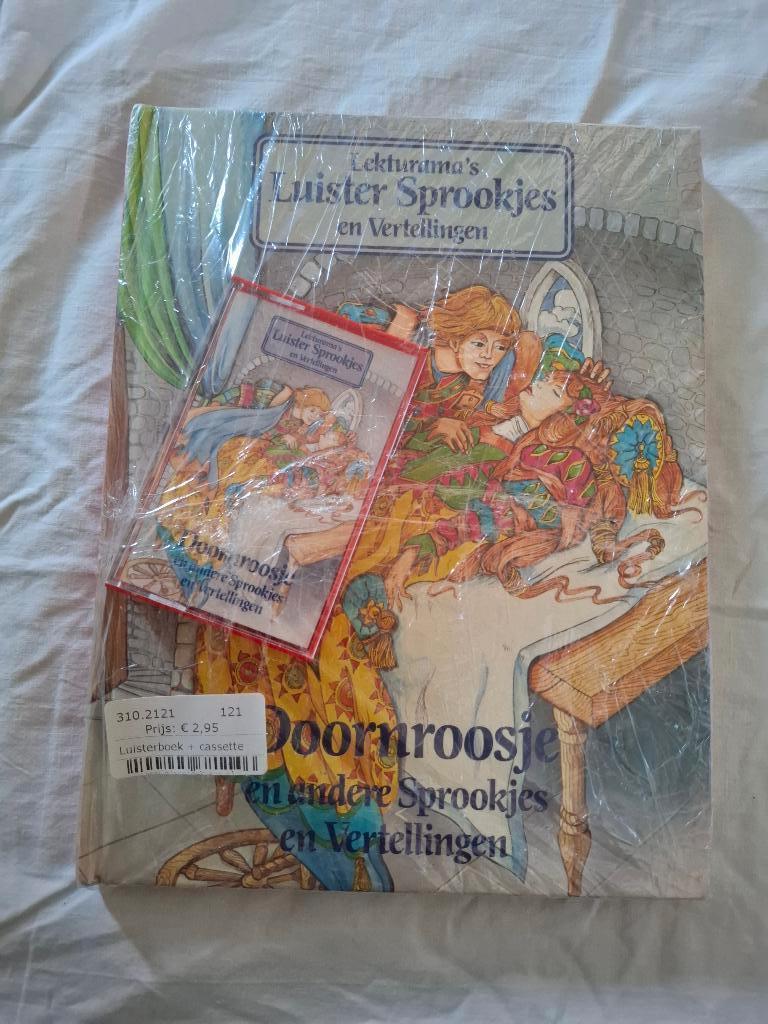 Lekturama's
Luister Sprookjes
en Vertellingen
Lekturama's
Luister Sprookjes
en Vertellingen
Doornroosje
en andere Sprookjes
en Vertellingen
310.2121 121
Prijs: € 2,95
Luisterboek + cassette
Doornroosje
en andere Sprookjes
en Vertellingen